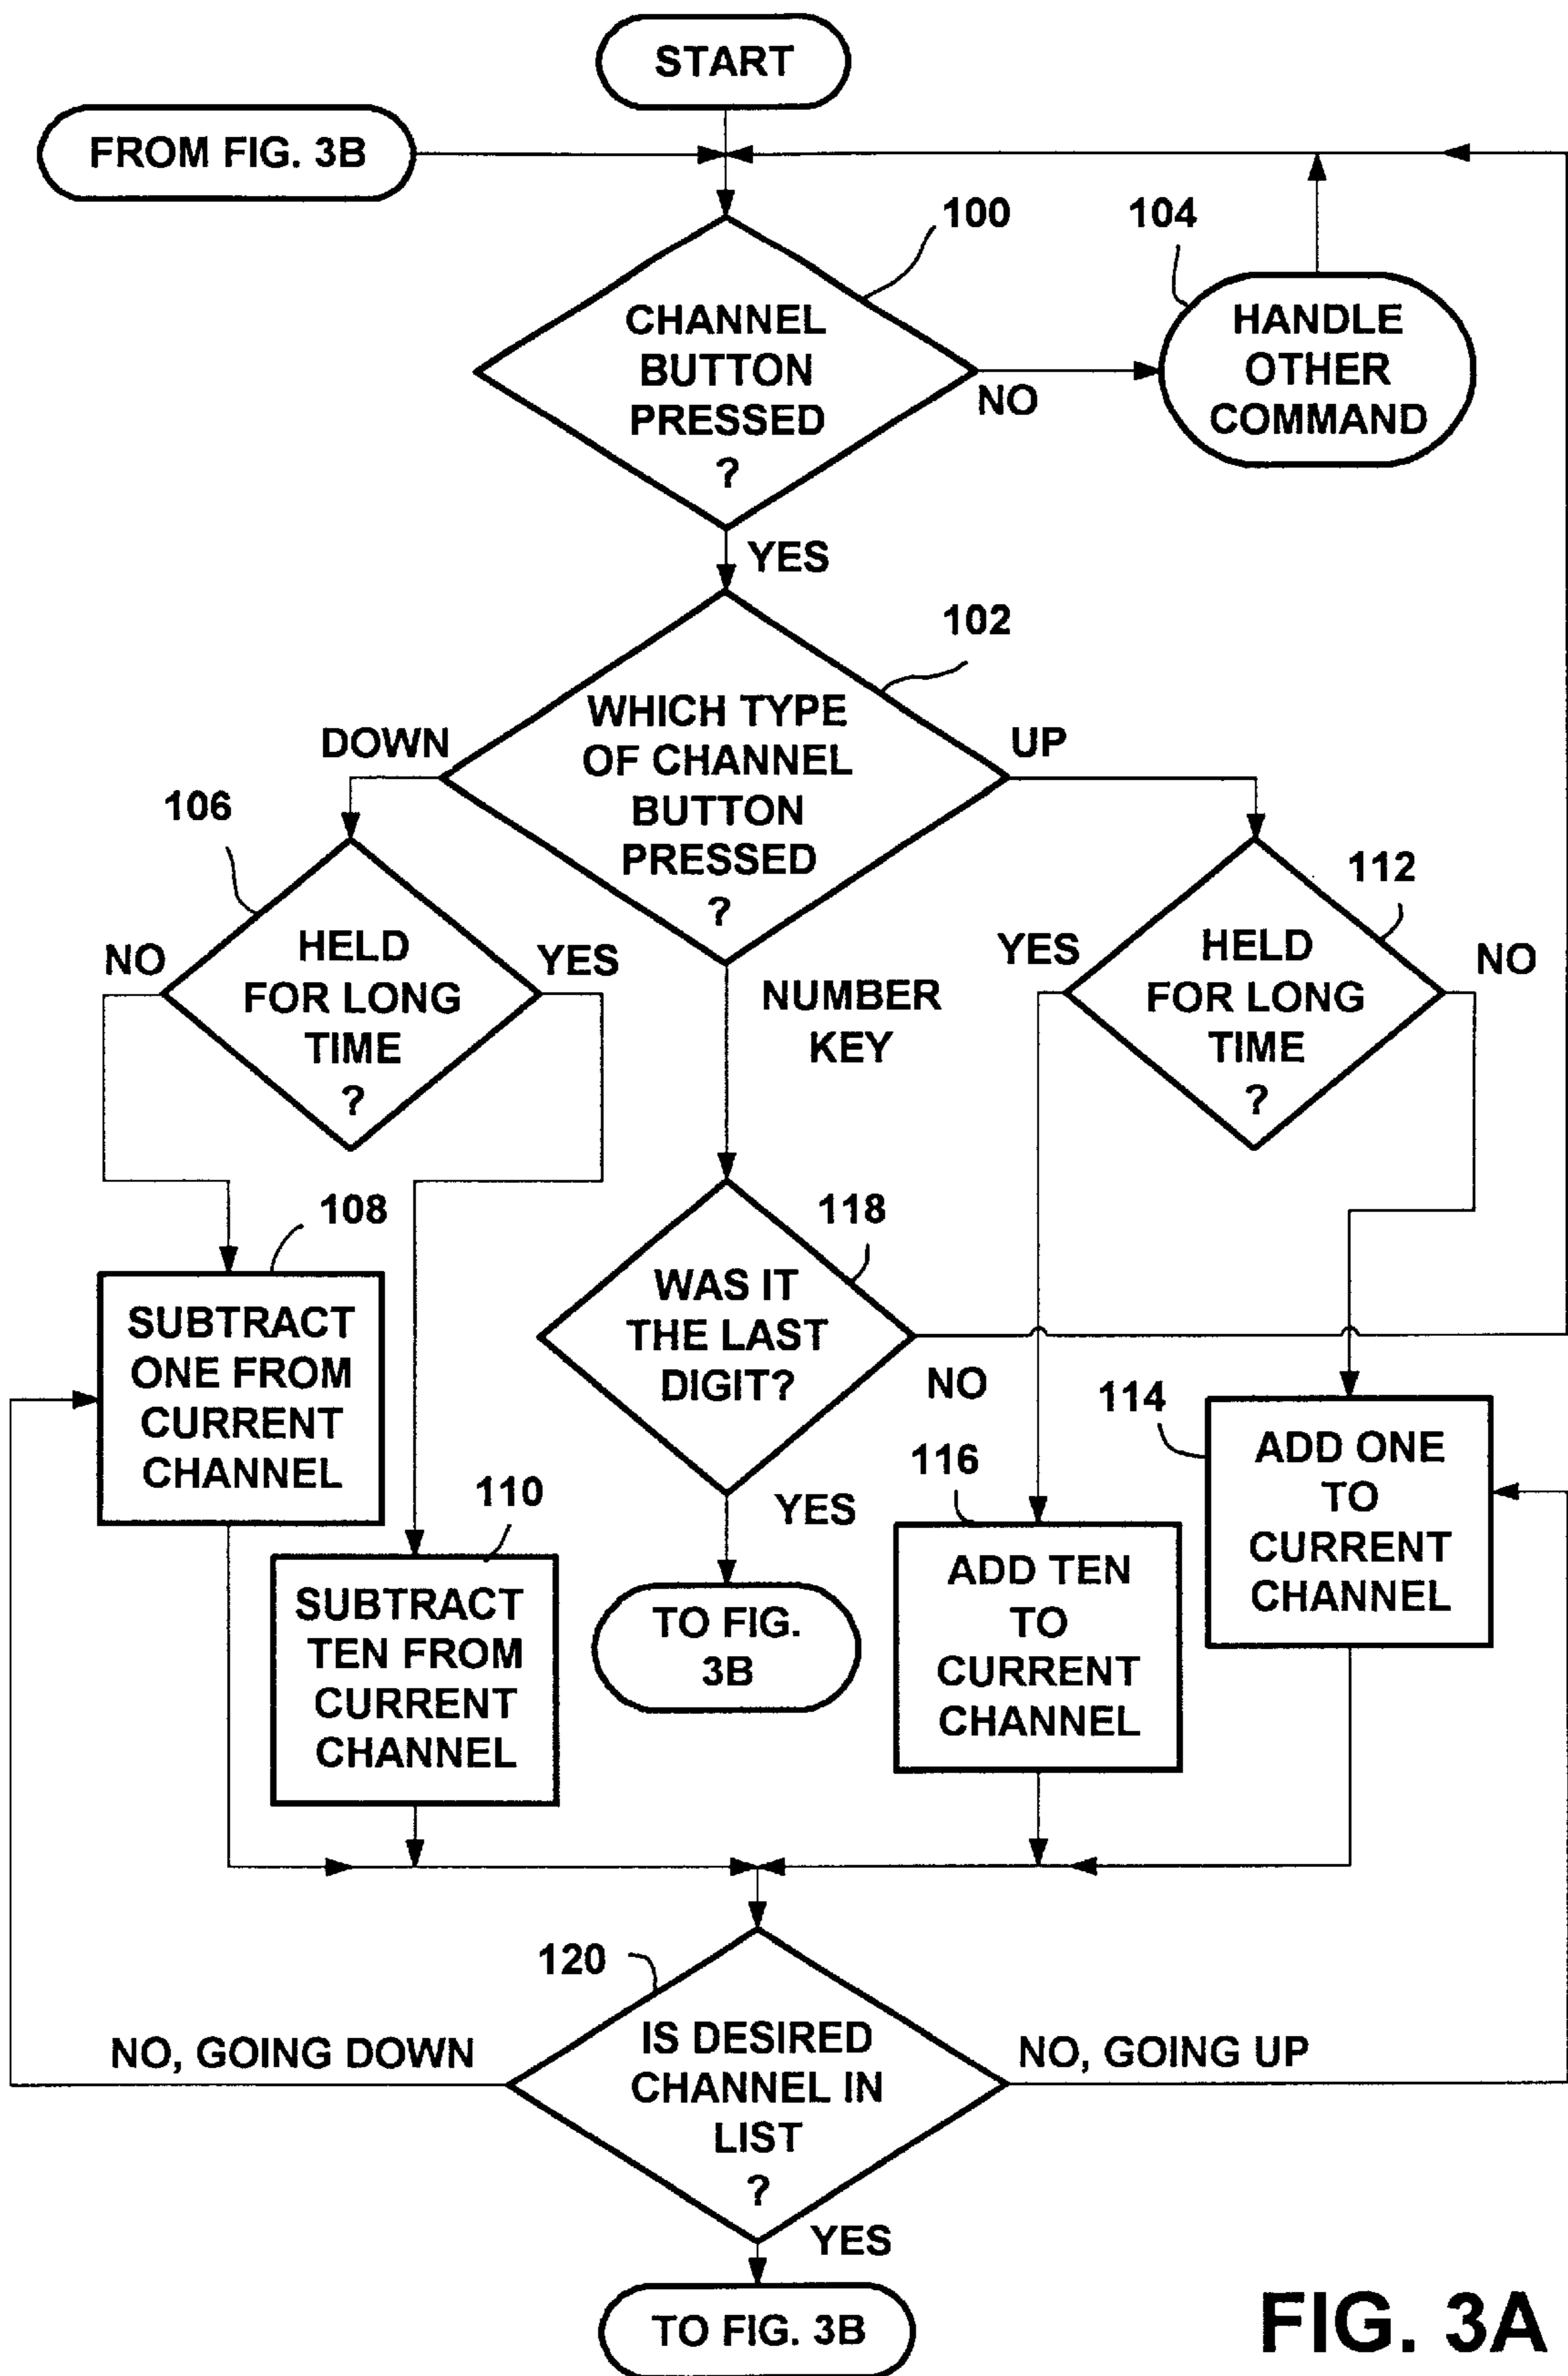 START
FROM FIG. 3B
100
104
CHANNEL
BUTTON
PRESSED
?
NO
HANDLE
OTHER
COMMAND
YES
102
WHICH TYPE
OF CHANNEL
BUTTON
PRESSED
?
DOWN
UP
106
112
HELD
FOR LONG
TIME
?
NO
YES
NUMBER
KEY
YES
HELD
FOR LONG
TIME
?
NO
108
118
SUBTRACT
ONE FROM
CURRENT
CHANNEL
WAS IT
THE LAST
DIGIT?
NO
114
ADD ONE
TO
CURRENT
CHANNEL
110
YES
116
SUBTRACT
TEN FROM
CURRENT
CHANNEL
TO FIG.
3B
ADD TEN
TO
CURRENT
CHANNEL
120
NO, GOING DOWN
IS DESIRED
CHANNEL IN
LIST
?
NO, GOING UP
YES
TO FIG. 3B
FIG. 3A